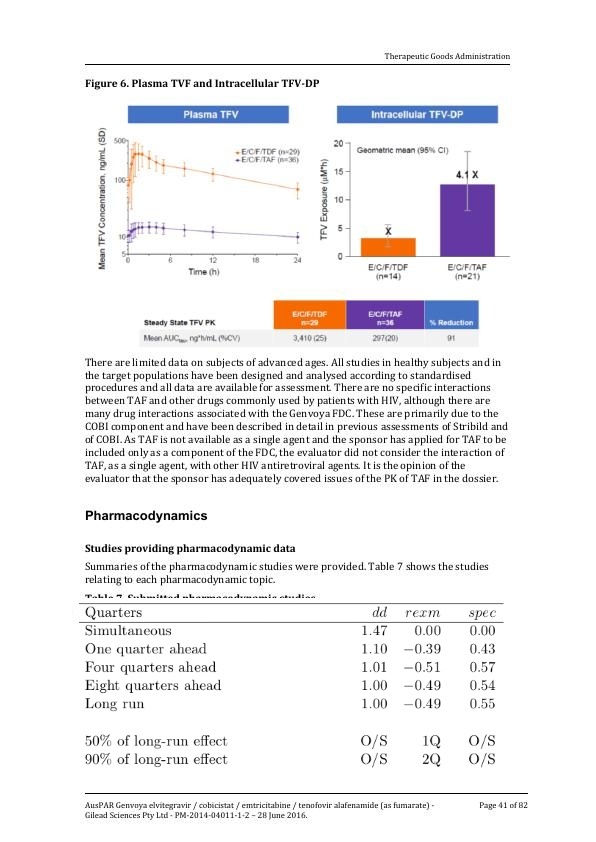 Therapeutic Goods Administration
Figure 6. Plasma TVF and Intracellular TFV-DP
Plasma TFV
Intracellular TFV-DP
Mean TFV Concentration, ng/mL (SD)
500
100
10
5
0
6
12
18
24
Time (h)
E/C/F/TDF (n=29)
E/C/F/TAF (n=36)
TFV Exposure (µM*h)
20
15
10
5
0
Geometric mean (95% CI)
X
4.1 X
E/C/F/TDF
(n=14)
E/C/F/TAF
(n=21)
Steady State TFV PK
E/C/F/TDF
n=29
E/C/F/TAF
n=36
% Reduction
Mean AUCtau, ng*h/mL (%CV) 3,410 (25) 297(20) 91
There are limited data on subjects of advanced ages. All studies in healthy subjects and in
the target populations have been designed and analysed according to standardised
procedures and all data are available for assessment. There are no specific interactions
between TAF and other drugs commonly used by patients with HIV, although there are
many drug interactions associated with the Genvoya FDC. These are primarily due to the
COBI component and have been described in detail in previous assessments of Stribild and
of COBI. As TAF is not available as a single agent and the sponsor has applied for TAF to be
included only as a component of the FDC, the evaluator did not consider the interaction of
TAF, as a single agent, with other HIV antiretroviral agents. It is the opinion of the
evaluator that the sponsor has adequately covered issues of the PK of TAF in the dossier.
Pharmacodynamics
Studies providing pharmacodynamic data
Summaries of the pharmacodynamic studies were provided. Table 7 shows the studies
relating to each pharmacodynamic topic.
Table 7. Submitted pharmacodynamic studies
Quarters dd rexm spec
Simultaneous 1.47 0.00 0.00
One quarter ahead 1.10 −0.39 0.43
Four quarters ahead 1.01 −0.51 0.57
Eight quarters ahead 1.00 −0.49 0.54
Long run 1.00 −0.49 0.55
50% of long-run effect O/S 1Q O/S
90% of long-run effect O/S 2Q O/S
AusPAR Genvoya elvitegravir / cobicistat / emtricitabine / tenofovir alafenamide (as fumarate) -
Gilead Sciences Pty Ltd - PM-2014-04011-1-2 – 28 June 2016.
Page 41 of 82